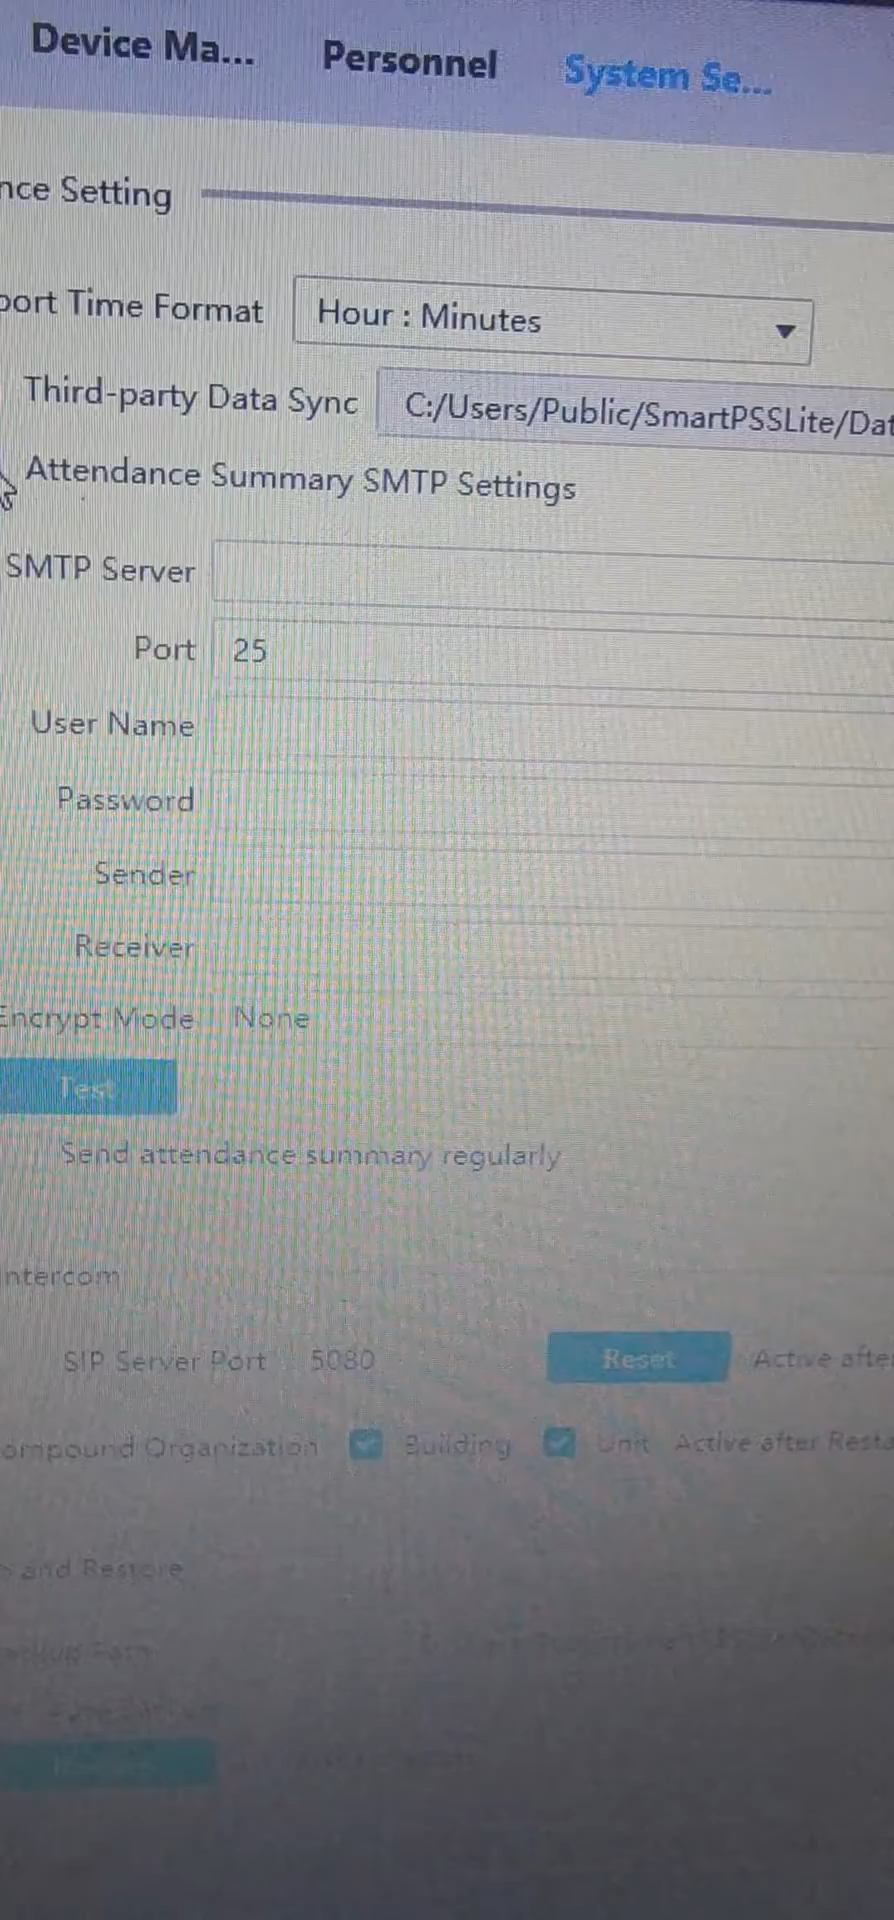 Device Ma... Personnel System Se...
nce Setting
port Time Format Hour : Minutes
Third-party Data Sync C:/Users/Public/SmartPSSLite/Dat
Attendance Summary SMTP Settings
SMTP Server
Port 25
User Name
Password
Sender
Receiver
Encrypt Mode None
Test
Send attendance summary regularly
Intercom
SIP Server Port 5080 Reset Active after
ompound Organization Building Unit Active after Resta
and Restore